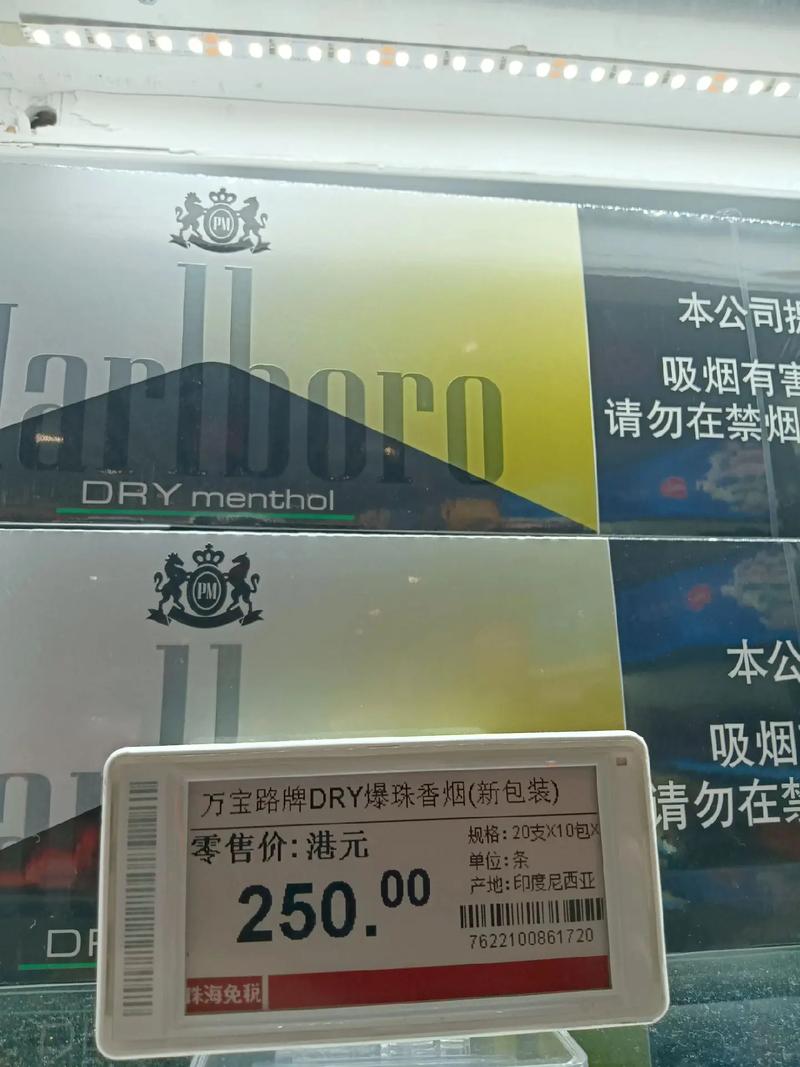 PM
Marlboro
DRY menthol
本公司提
吸烟有害
请勿在禁烟
PM
本公
吸烟
请勿在禁
万宝路牌DRY爆珠香烟(新包装)
零售价:港元
250.00
规格:20支X10包X
单位:条
产地:印度尼西亚
7622100861720
珠海免税